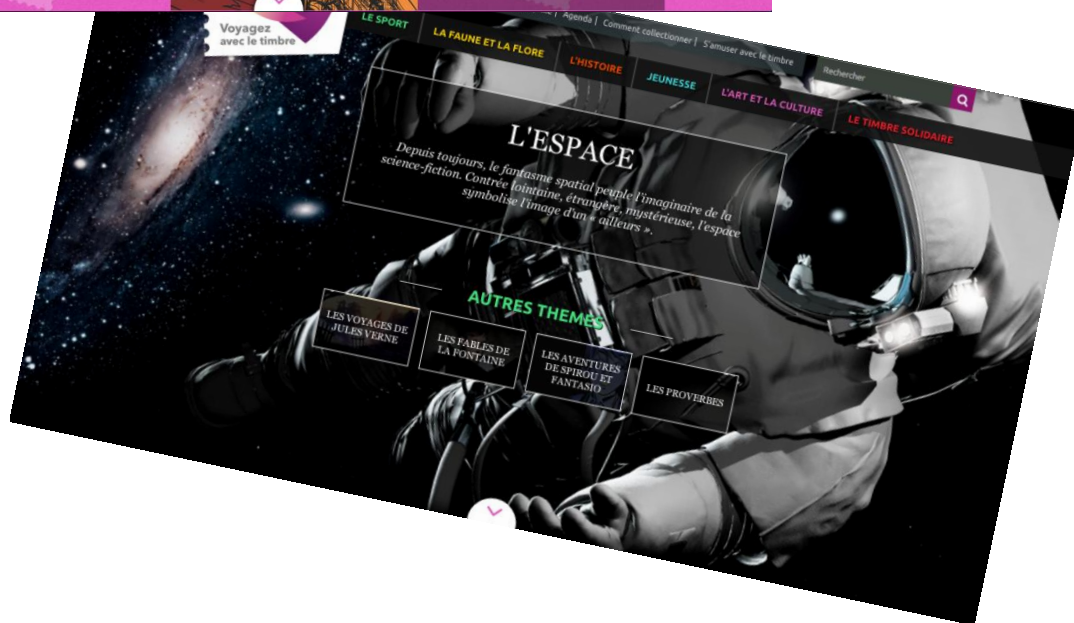 Voyagez
avec le timbre
Agenda | Comment collectionner | S'amuser avec le timbre
Rechercher
LE SPORT
LA FAUNE ET LA FLORE
L'HISTOIRE
JEUNESSE
L'ART ET LA CULTURE
LE TIMBRE SOLIDAIRE
L'ESPACE
Depuis toujours, le fantasme spatial peuple l'imaginaire de la
science-fiction. Contrée lointaine, étrangère, mystérieuse, l'espace
symbolise l'image d'un « ailleurs ».
AUTRES THEMES
LES VOYAGES DE
JULES VERNE
LES FABLES DE
LA FONTAINE
LES AVENTURES
DE SPIROU ET
FANTASIO
LES PROVERBES